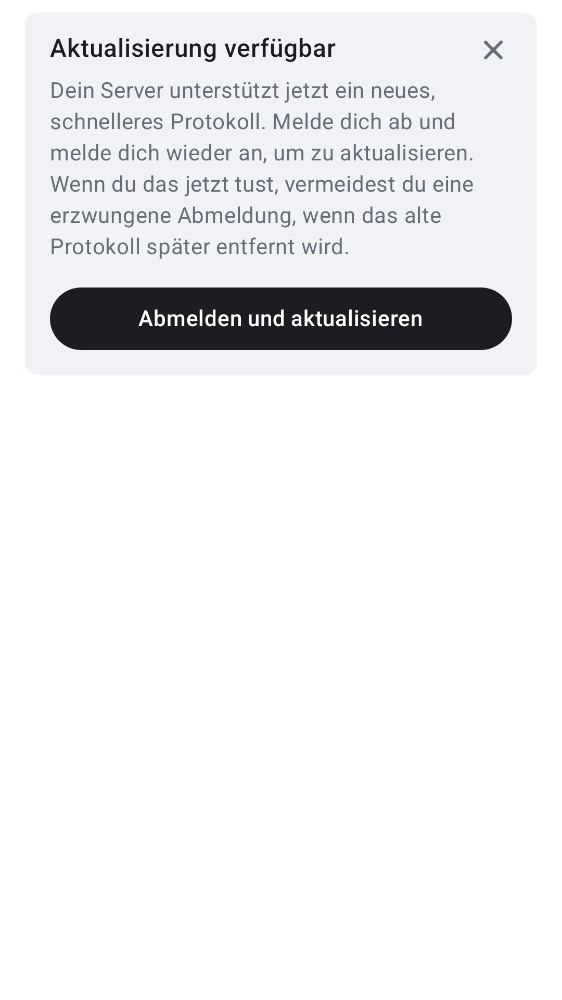 Aktualisierung verfügbar
Dein Server unterstützt jetzt ein neues,
schnelleres Protokoll. Melde dich ab und
melde dich wieder an, um zu aktualisieren.
Wenn du das jetzt tust, vermeidest du eine
erzwungene Abmeldung, wenn das alte
Protokoll später entfernt wird.
Abmelden und aktualisieren